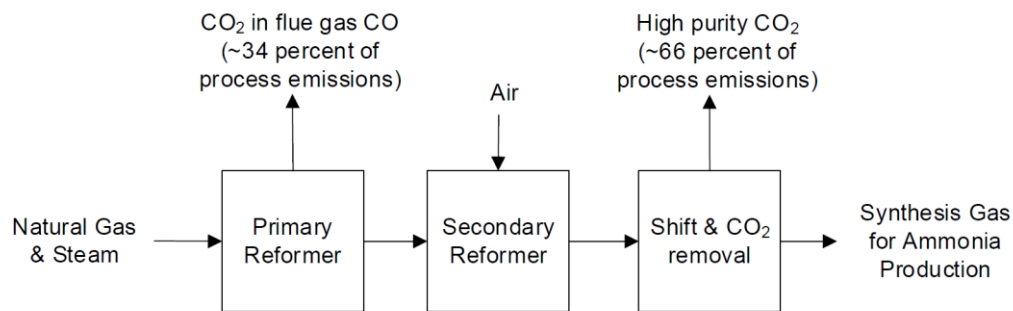 CO₂ in flue gas CO
(~34 percent of
process emissions)
High purity CO₂
(~66 percent of
process emissions)
Air
Natural Gas
& Steam
Primary
Reformer
Secondary
Reformer
Shift & CO₂
removal
Synthesis Gas
for Ammonia
Production